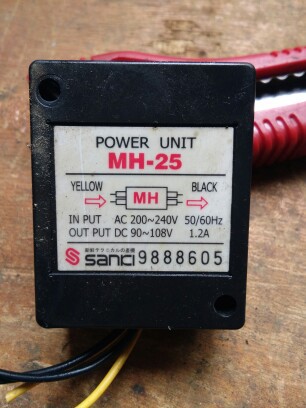 POWER UNIT
MH-25
YELLOW BLACK
MH
IN PUT AC 200~240V 50/60Hz
OUT PUT DC 90~108V 1.2A
sanki 9888605